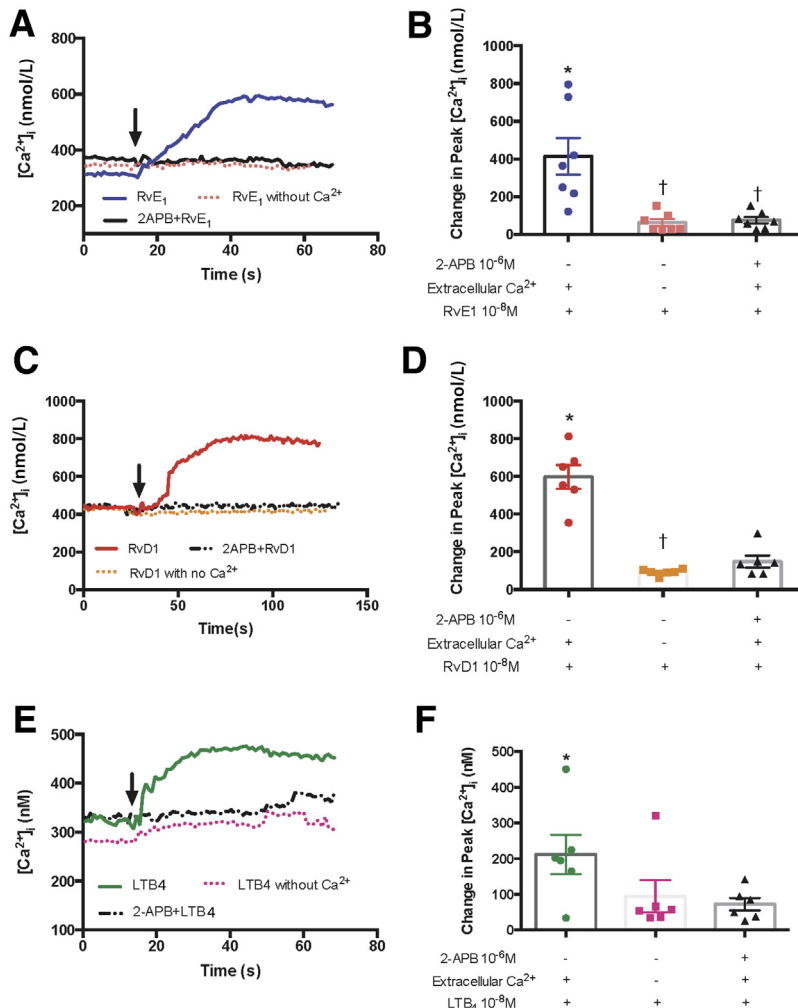 A
[Ca²⁺]ᵢ (nmol/L)
800
600
400
200
0
20
40
60
80
RvE₁
RvE₁ without Ca²⁺
2APB+RvE₁
Time (s)
B
Change in Peak [Ca²⁺]ᵢ (nmol/L)
1000
800
600
400
200
0
*
†
†
2-APB 10⁻⁶M - - +
Extracellular Ca²⁺ + - +
RvE1 10⁻⁸M + + +
C
[Ca²⁺]ᵢ (nmol/L)
1000
800
600
400
200
0
0
50
100
150
RvD1
2APB+RvD1
RvD1 with no Ca²⁺
Time(s)
D
Change in Peak [Ca²⁺]ᵢ (nmol/L)
1000
800
600
400
200
0
*
†
2-APB 10⁻⁶M - - +
Extracellular Ca²⁺ + - +
RvD1 10⁻⁸M + + +
E
[Ca²⁺]ᵢ (nM)
500
400
300
200
100
0
20
40
60
80
LTB4
LTB4 without Ca²⁺
2-APB+LTB4
Time (s)
F
Change in Peak [Ca²⁺]ᵢ (nM)
500
400
300
200
100
0
*
2-APB 10⁻⁶M - - +
Extracellular Ca²⁺ + - +
LTB₄ 10⁻⁸M + + +